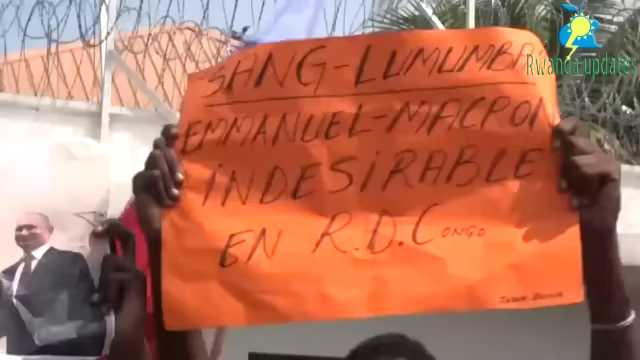 Rwanda updates
SANG-LUMUMBA
EMMANUEL-MACRON
INDESIRABLE
EN R.D. CONGO